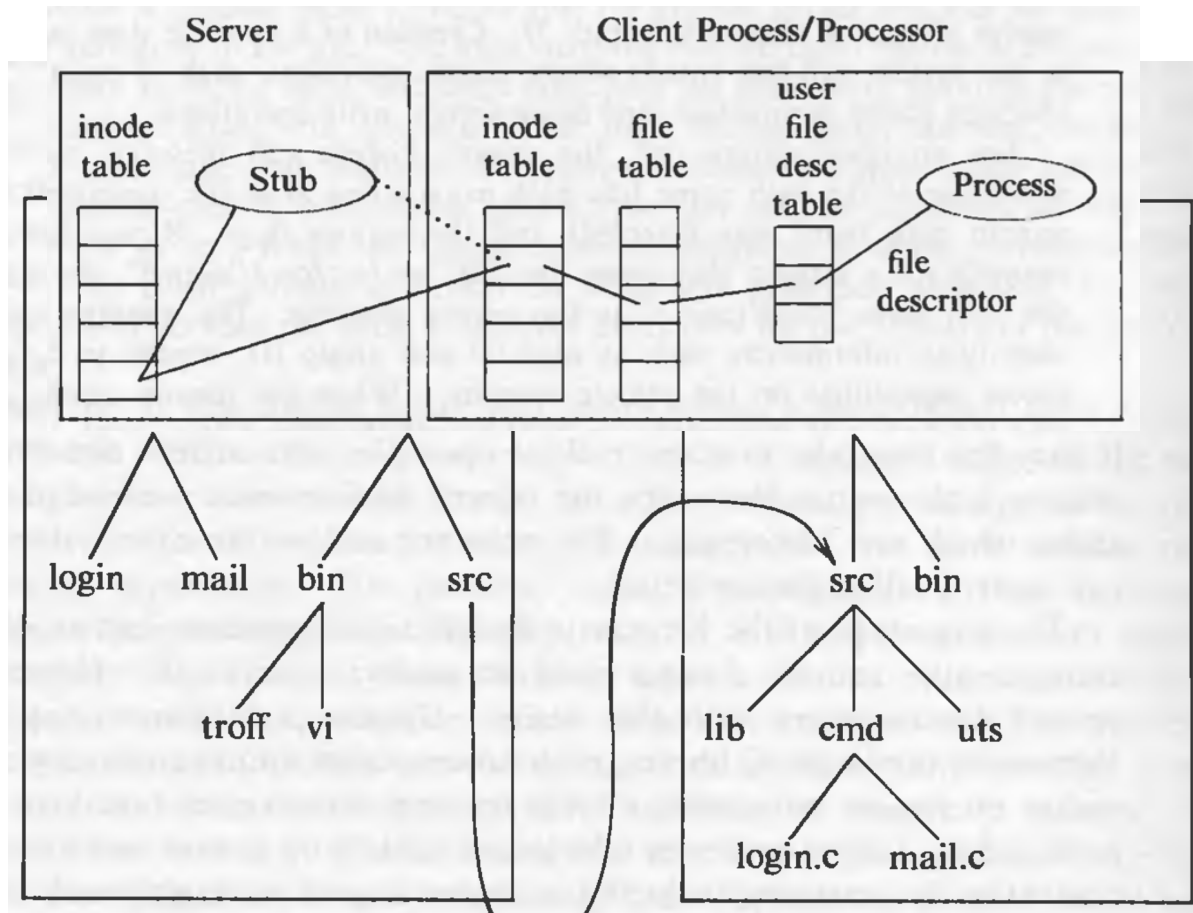 Server
Client Process/Processor
inode
table
Stub
inode
table
file
table
user
file
desc
table
Process
file
descriptor
login mail bin src
src bin
troff vi
lib cmd uts
login.c mail.c